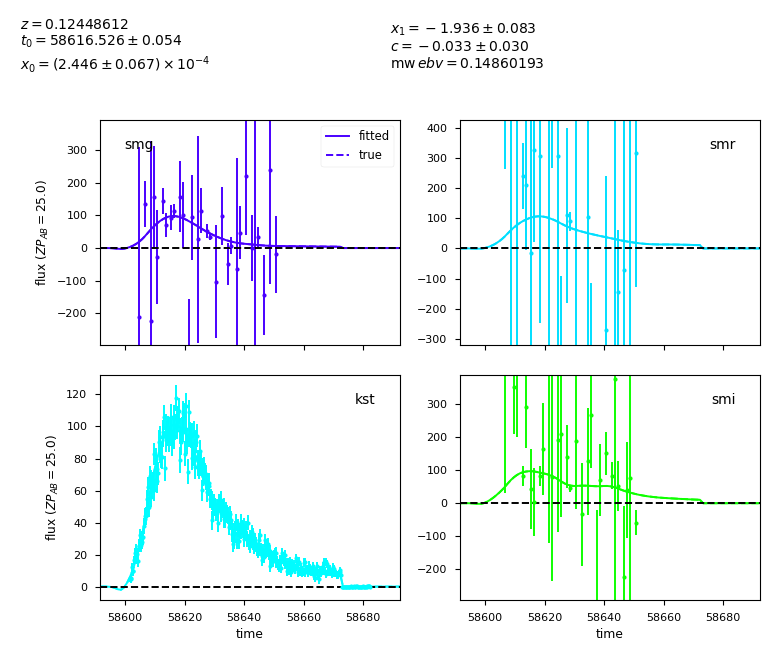 z = 0.12448612
t₀ = 58616.526 ± 0.054
x₀ = (2.446 ± 0.067) × 10⁻⁴
x₁ = −1.936 ± 0.083
c = −0.033 ± 0.030
mw ebv = 0.14860193
smg
fitted
true
300
200
100
0
−100
−200
flux (ZP_AB = 25.0)
smr
400
300
200
100
0
−100
−200
−300
kst
120
100
80
60
40
20
0
flux (ZP_AB = 25.0)
58600 58620 58640 58660 58680
time
smi
300
200
100
0
−100
−200
58600 58620 58640 58660 58680
time